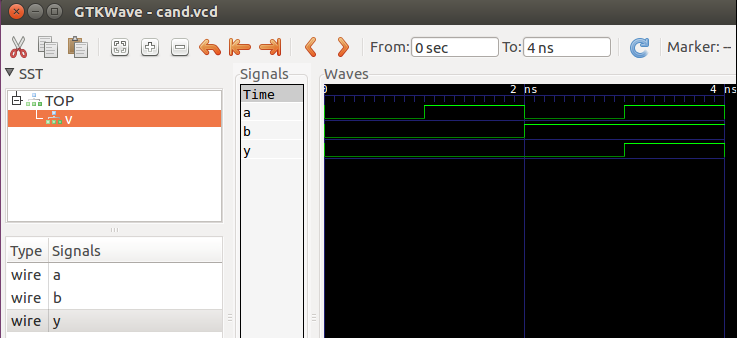 GTKWave - cand.vcd
From: 0 sec To: 4 ns Marker: --
SST
Signals
Waves
TOP
v
Time
a
b
y
0 2 ns 4 ns
Type Signals
wire a
wire b
wire y